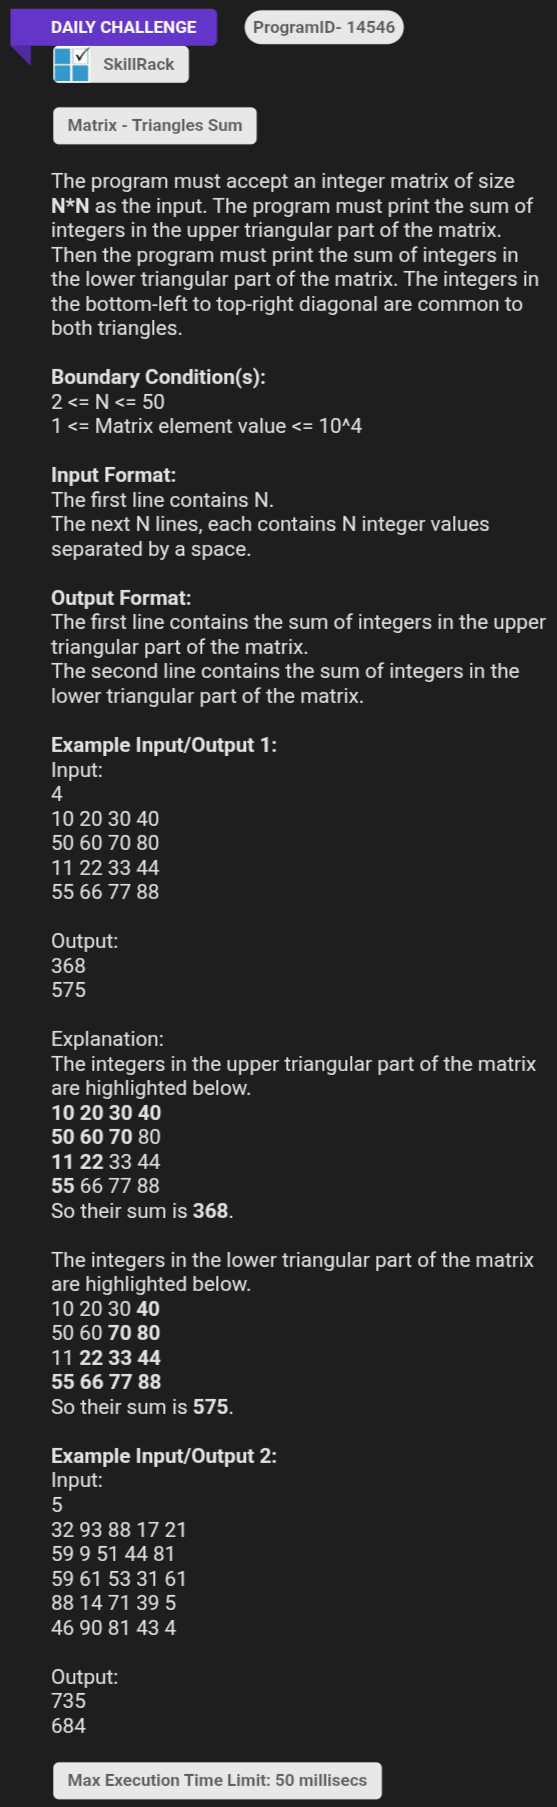 DAILY CHALLENGE
ProgramID- 14546
SkillRack
Matrix - Triangles Sum
The program must accept an integer matrix of size
N*N as the input. The program must print the sum of
integers in the upper triangular part of the matrix.
Then the program must print the sum of integers in
the lower triangular part of the matrix. The integers in
the bottom-left to top-right diagonal are common to
both triangles.
Boundary Condition(s):
2 <= N <= 50
1 <= Matrix element value <= 10^4
Input Format:
The first line contains N.
The next N lines, each contains N integer values
separated by a space.
Output Format:
The first line contains the sum of integers in the upper
triangular part of the matrix.
The second line contains the sum of integers in the
lower triangular part of the matrix.
Example Input/Output 1:
Input:
4
10 20 30 40
50 60 70 80
11 22 33 44
55 66 77 88
Output:
368
575
Explanation:
The integers in the upper triangular part of the matrix
are highlighted below.
10 20 30 40
50 60 70 80
11 22 33 44
55 66 77 88
So their sum is 368.
The integers in the lower triangular part of the matrix
are highlighted below.
10 20 30 40
50 60 70 80
11 22 33 44
55 66 77 88
So their sum is 575.
Example Input/Output 2:
Input:
5
32 93 88 17 21
59 9 51 44 81
59 61 53 31 61
88 14 71 39 5
46 90 81 43 4
Output:
735
684
Max Execution Time Limit: 50 millisecs